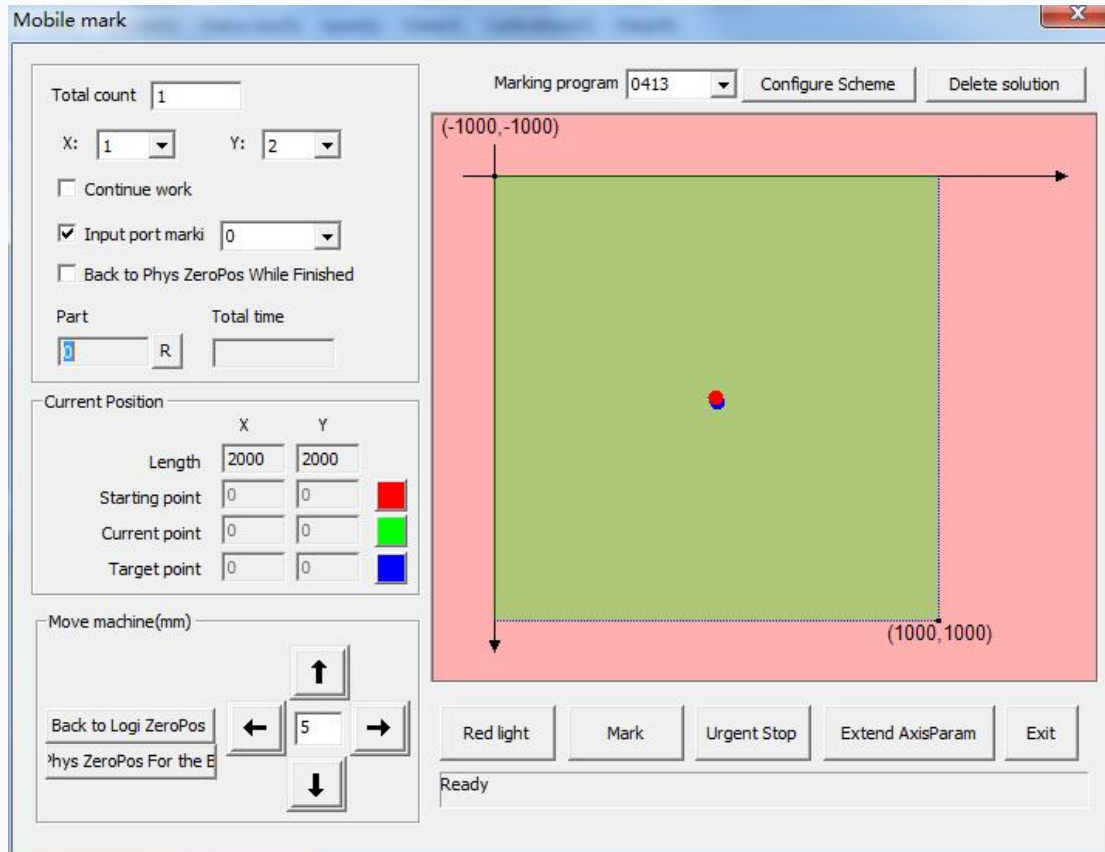 Mobile mark
Total count 1
X: 1 Y: 2
Continue work
Input port marki 0
Back to Phys ZeroPos While Finished
Part Total time
0 R
Current Position
X Y
Length 2000 2000
Starting point 0 0
Current point 0 0
Target point 0 0
Move machine(mm)
Back to Logi ZeroPos 5
Phys ZeroPos For the E
Marking program 0413 Configure Scheme Delete solution
(-1000,-1000)
(1000,1000)
Red light Mark Urgent Stop Extend AxisParam Exit
Ready